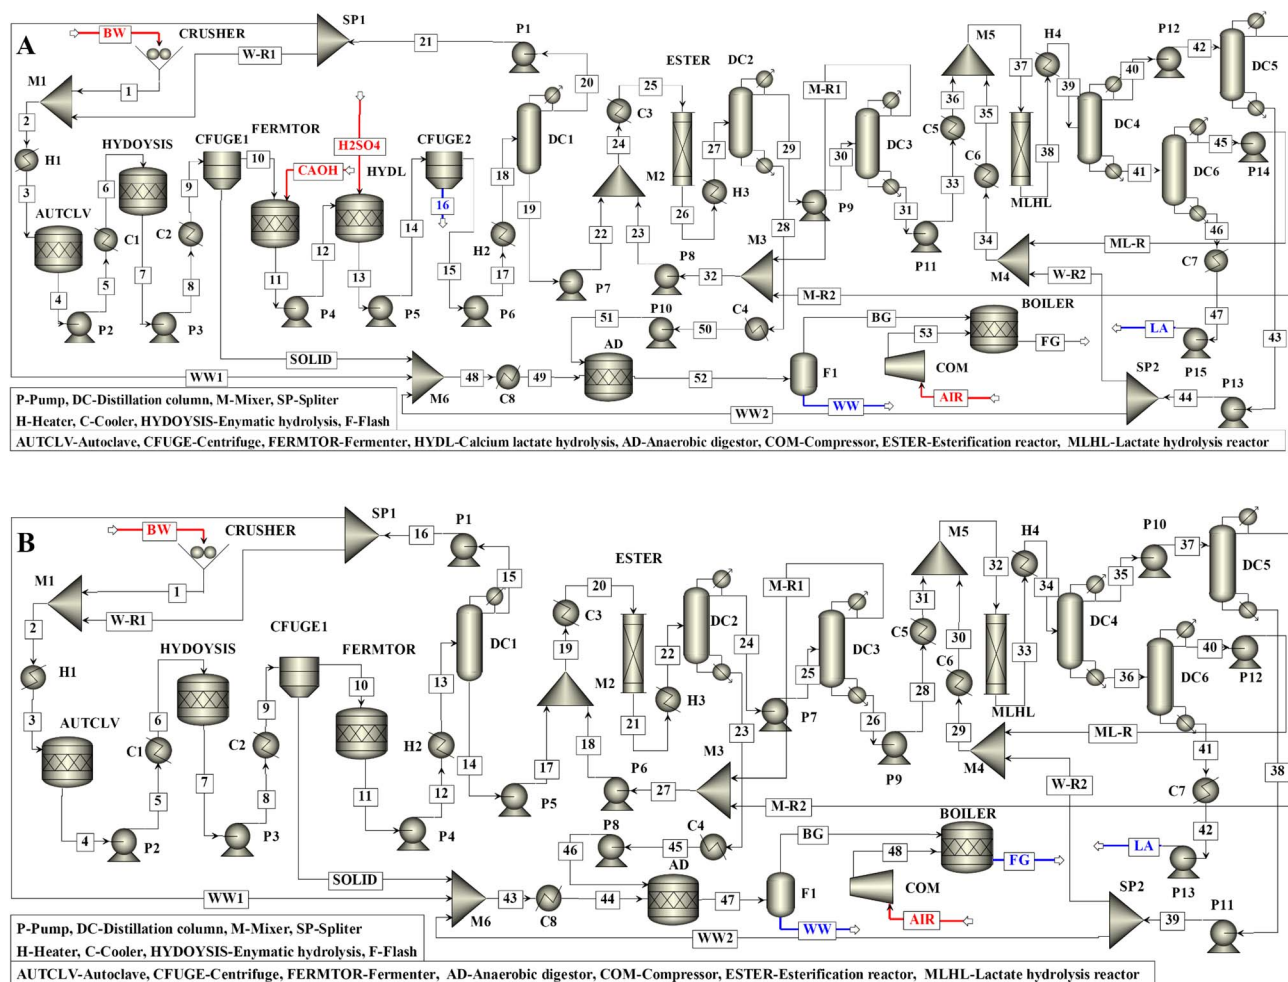 A
BW
CRUSHER
SP1
21
P1
W-R1
20
M1
1
2
H1
3
HYDOYSIS
6
AUTCLV
C1
4
5
P2
7
9
C2
8
P3
CFUGE1
10
FERMTOR
CAOH
H2SO4
HYDL
11
12
P4
13
14
P5
CFUGE2
16
15
P6
17
H2
18
DC1
19
P7
22
24
C3
25
ESTER
M2
23
P8
26
27
H3
DC2
29
28
32
M3
M-R1
M-R2
P9
30
DC3
31
P11
33
C5
36
M5
35
C6
34
M4
37
MLHL
38
H4
39
DC4
40
P12
42
DC5
41
DC6
45
P14
46
C7
ML-R
W-R2
47
LA
P15
43
SP2
44
P13
SOLID
WW1
M6
48
C8
49
51
P10
50
C4
AD
52
F1
BG
WW
53
COM
AIR
BOILER
FG
WW2
P-Pump, DC-Distillation column, M-Mixer, SP-Spliter
H-Heater, C-Cooler, HYDOYSIS-Enymatic hydrolysis, F-Flash
AUTCLV-Autoclave, CFUGE-Centrifuge, FERMTOR-Fermenter, HYDL-Calcium lactate hydrolysis, AD-Anaerobic digestor, COM-Compressor, ESTER-Esterification reactor, MLHL-Lactate hydrolysis reactor
B
BW
CRUSHER
SP1
16
P1
15
M1
1
W-R1
2
H1
3
AUTCLV
4
P2
5
C1
6
HYDOYSIS
7
P3
8
C2
9
CFUGE1
10
FERMTOR
11
P4
12
H2
13
DC1
14
P5
17
19
C3
20
ESTER
M2
18
P6
21
22
H3
DC2
24
23
27
M3
M-R1
M-R2
P7
25
DC3
26
P9
28
C5
31
M5
30
C6
29
M4
32
MLHL
33
H4
34
DC4
35
P10
37
DC5
36
DC6
40
P12
41
C7
ML-R
W-R2
42
LA
P13
38
SP2
39
P11
SOLID
WW1
M6
43
C8
44
46
P8
45
C4
AD
47
F1
BG
WW
48
COM
AIR
BOILER
FG
WW2
P-Pump, DC-Distillation column, M-Mixer, SP-Spliter
H-Heater, C-Cooler, HYDOYSIS-Enymatic hydrolysis, F-Flash
AUTCLV-Autoclave, CFUGE-Centrifuge, FERMTOR-Fermenter, AD-Anaerobic digestor, COM-Compressor, ESTER-Esterification reactor, MLHL-Lactate hydrolysis reactor